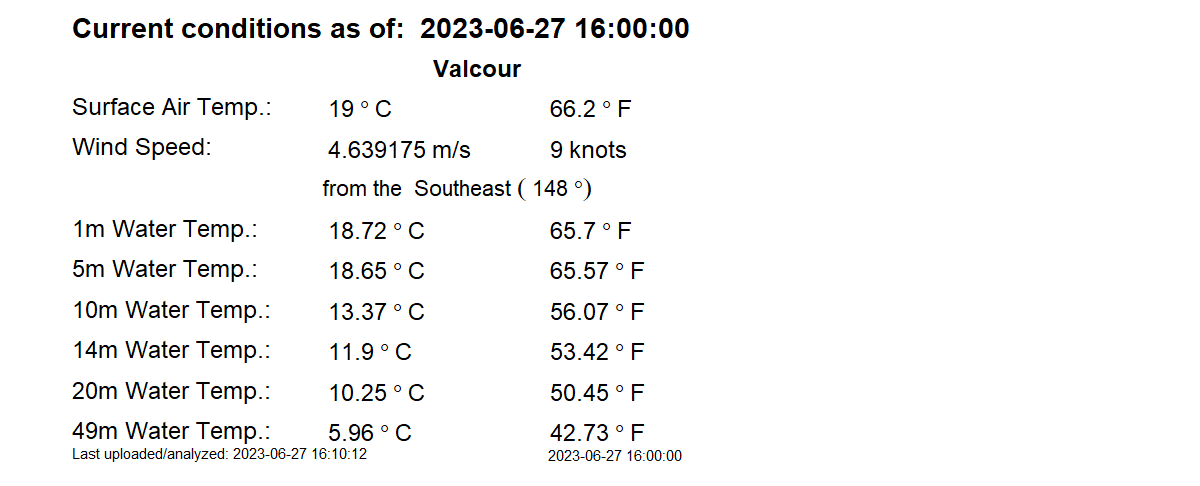 Current conditions as of: 2023-06-27 16:00:00
Valcour
Surface Air Temp.: 19 ° C 66.2 ° F
Wind Speed: 4.639175 m/s 9 knots
from the Southeast ( 148 °)
1m Water Temp.: 18.72 ° C 65.7 ° F
5m Water Temp.: 18.65 ° C 65.57 ° F
10m Water Temp.: 13.37 ° C 56.07 ° F
14m Water Temp.: 11.9 ° C 53.42 ° F
20m Water Temp.: 10.25 ° C 50.45 ° F
49m Water Temp.: 5.96 ° C 42.73 ° F
Last uploaded/analyzed: 2023-06-27 16:10:12 2023-06-27 16:00:00